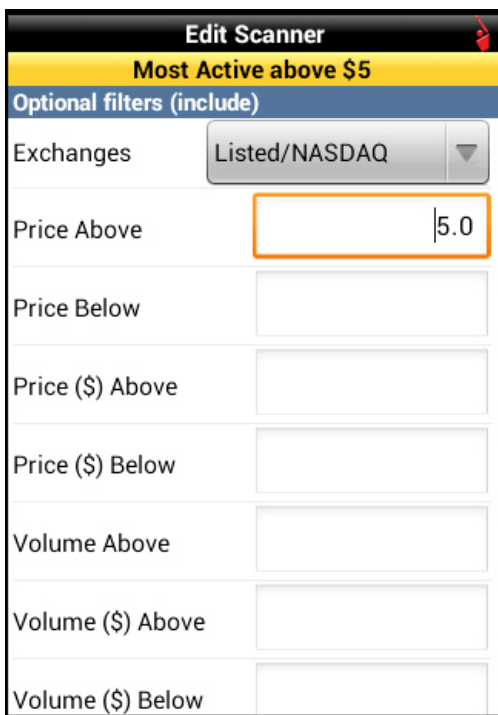 Edit Scanner
Most Active above $5
Optional filters (include)
Exchanges Listed/NASDAQ
Price Above 5.0
Price Below
Price ($) Above
Price ($) Below
Volume Above
Volume ($) Above
Volume ($) Below